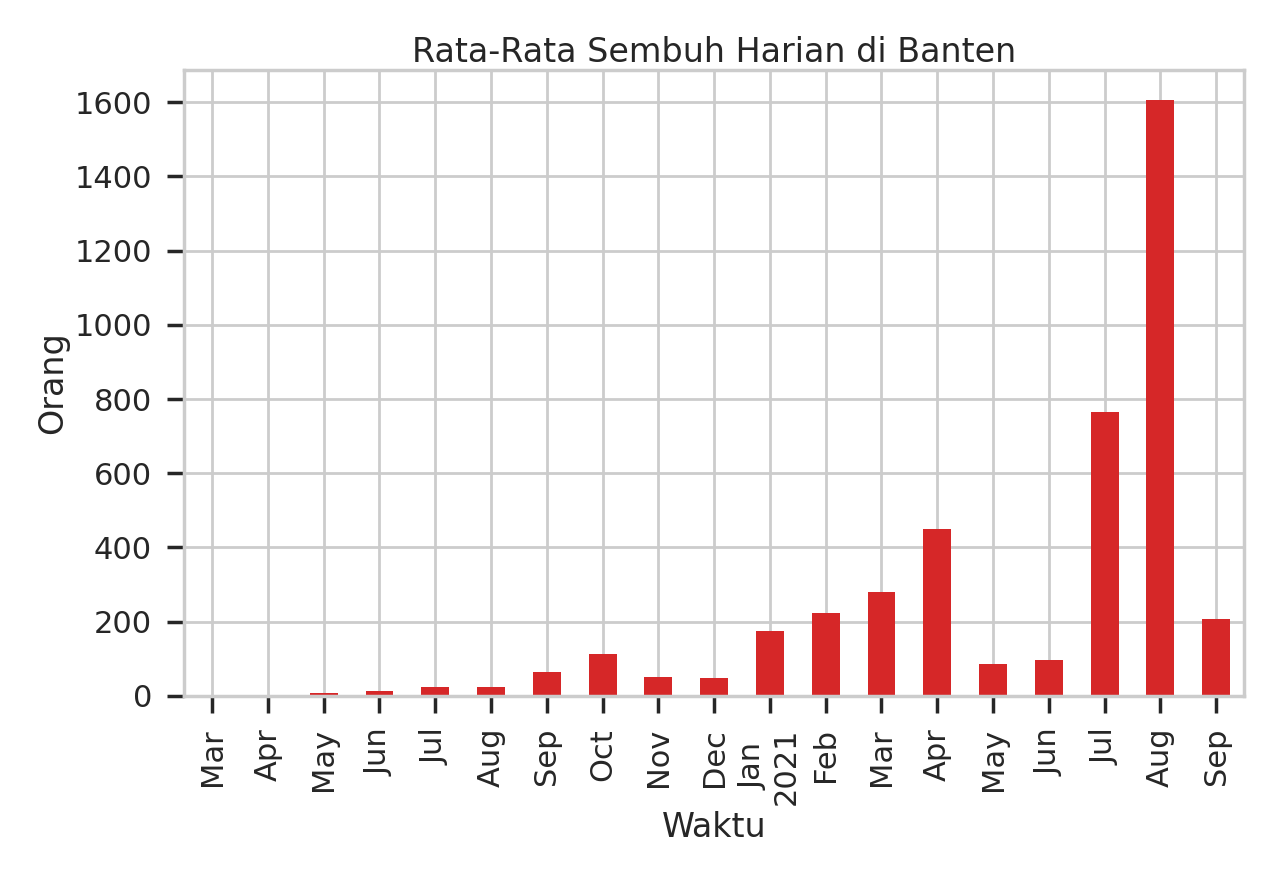 Rata-Rata Sembuh Harian di Banten
1600
1400
1200
1000
800
600
400
200
0
Orang
Mar
Apr
May
Jun
Jul
Aug
Sep
Oct
Nov
Dec
Jan
2021
Feb
Mar
Apr
May
Jun
Jul
Aug
Sep
Waktu